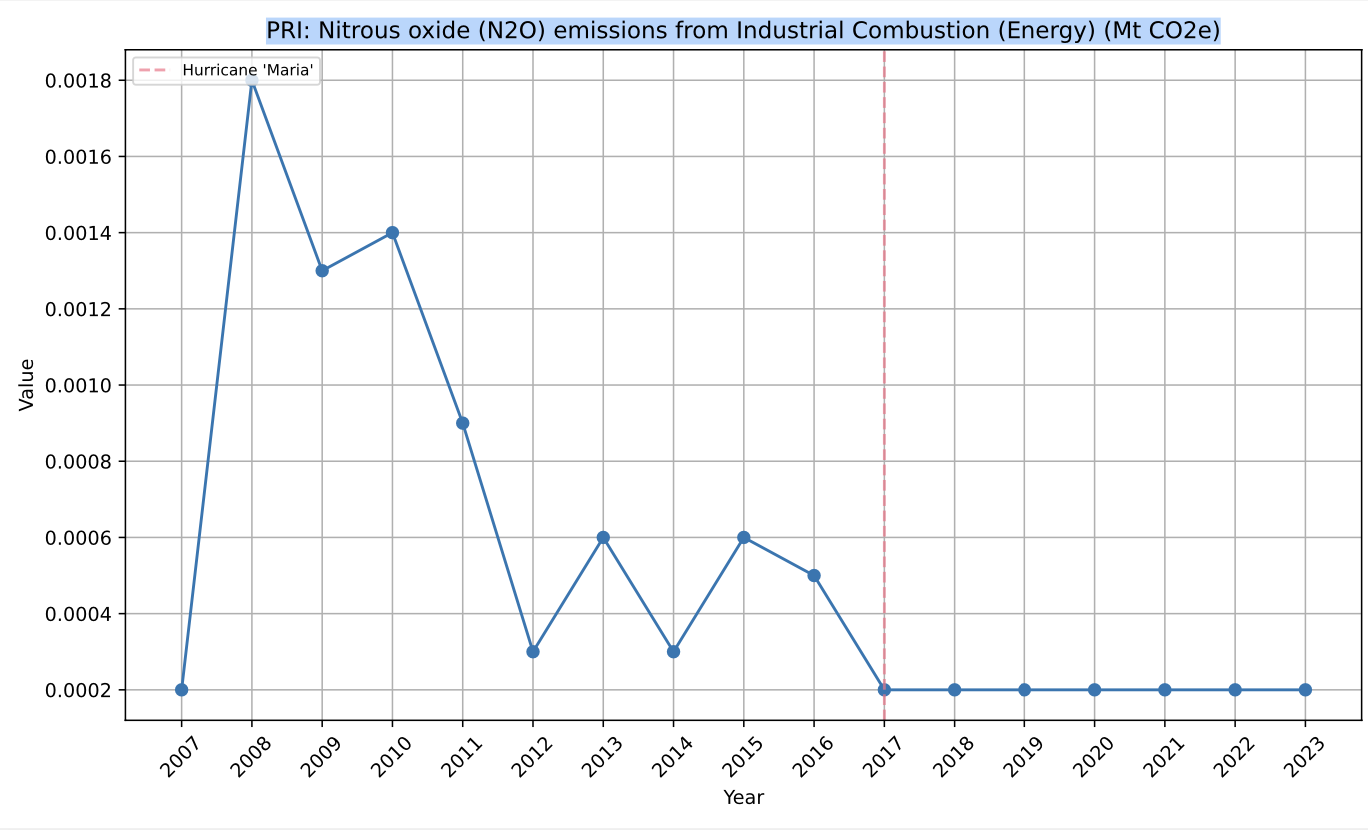 PRI: Nitrous oxide (N2O) emissions from Industrial Combustion (Energy) (Mt CO2e)
Hurricane 'Maria'
0.0018
0.0016
0.0014
0.0012
0.0010
0.0008
0.0006
0.0004
0.0002
Value
2007 2008 2009 2010 2011 2012 2013 2014 2015 2016 2017 2018 2019 2020 2021 2022 2023
Year